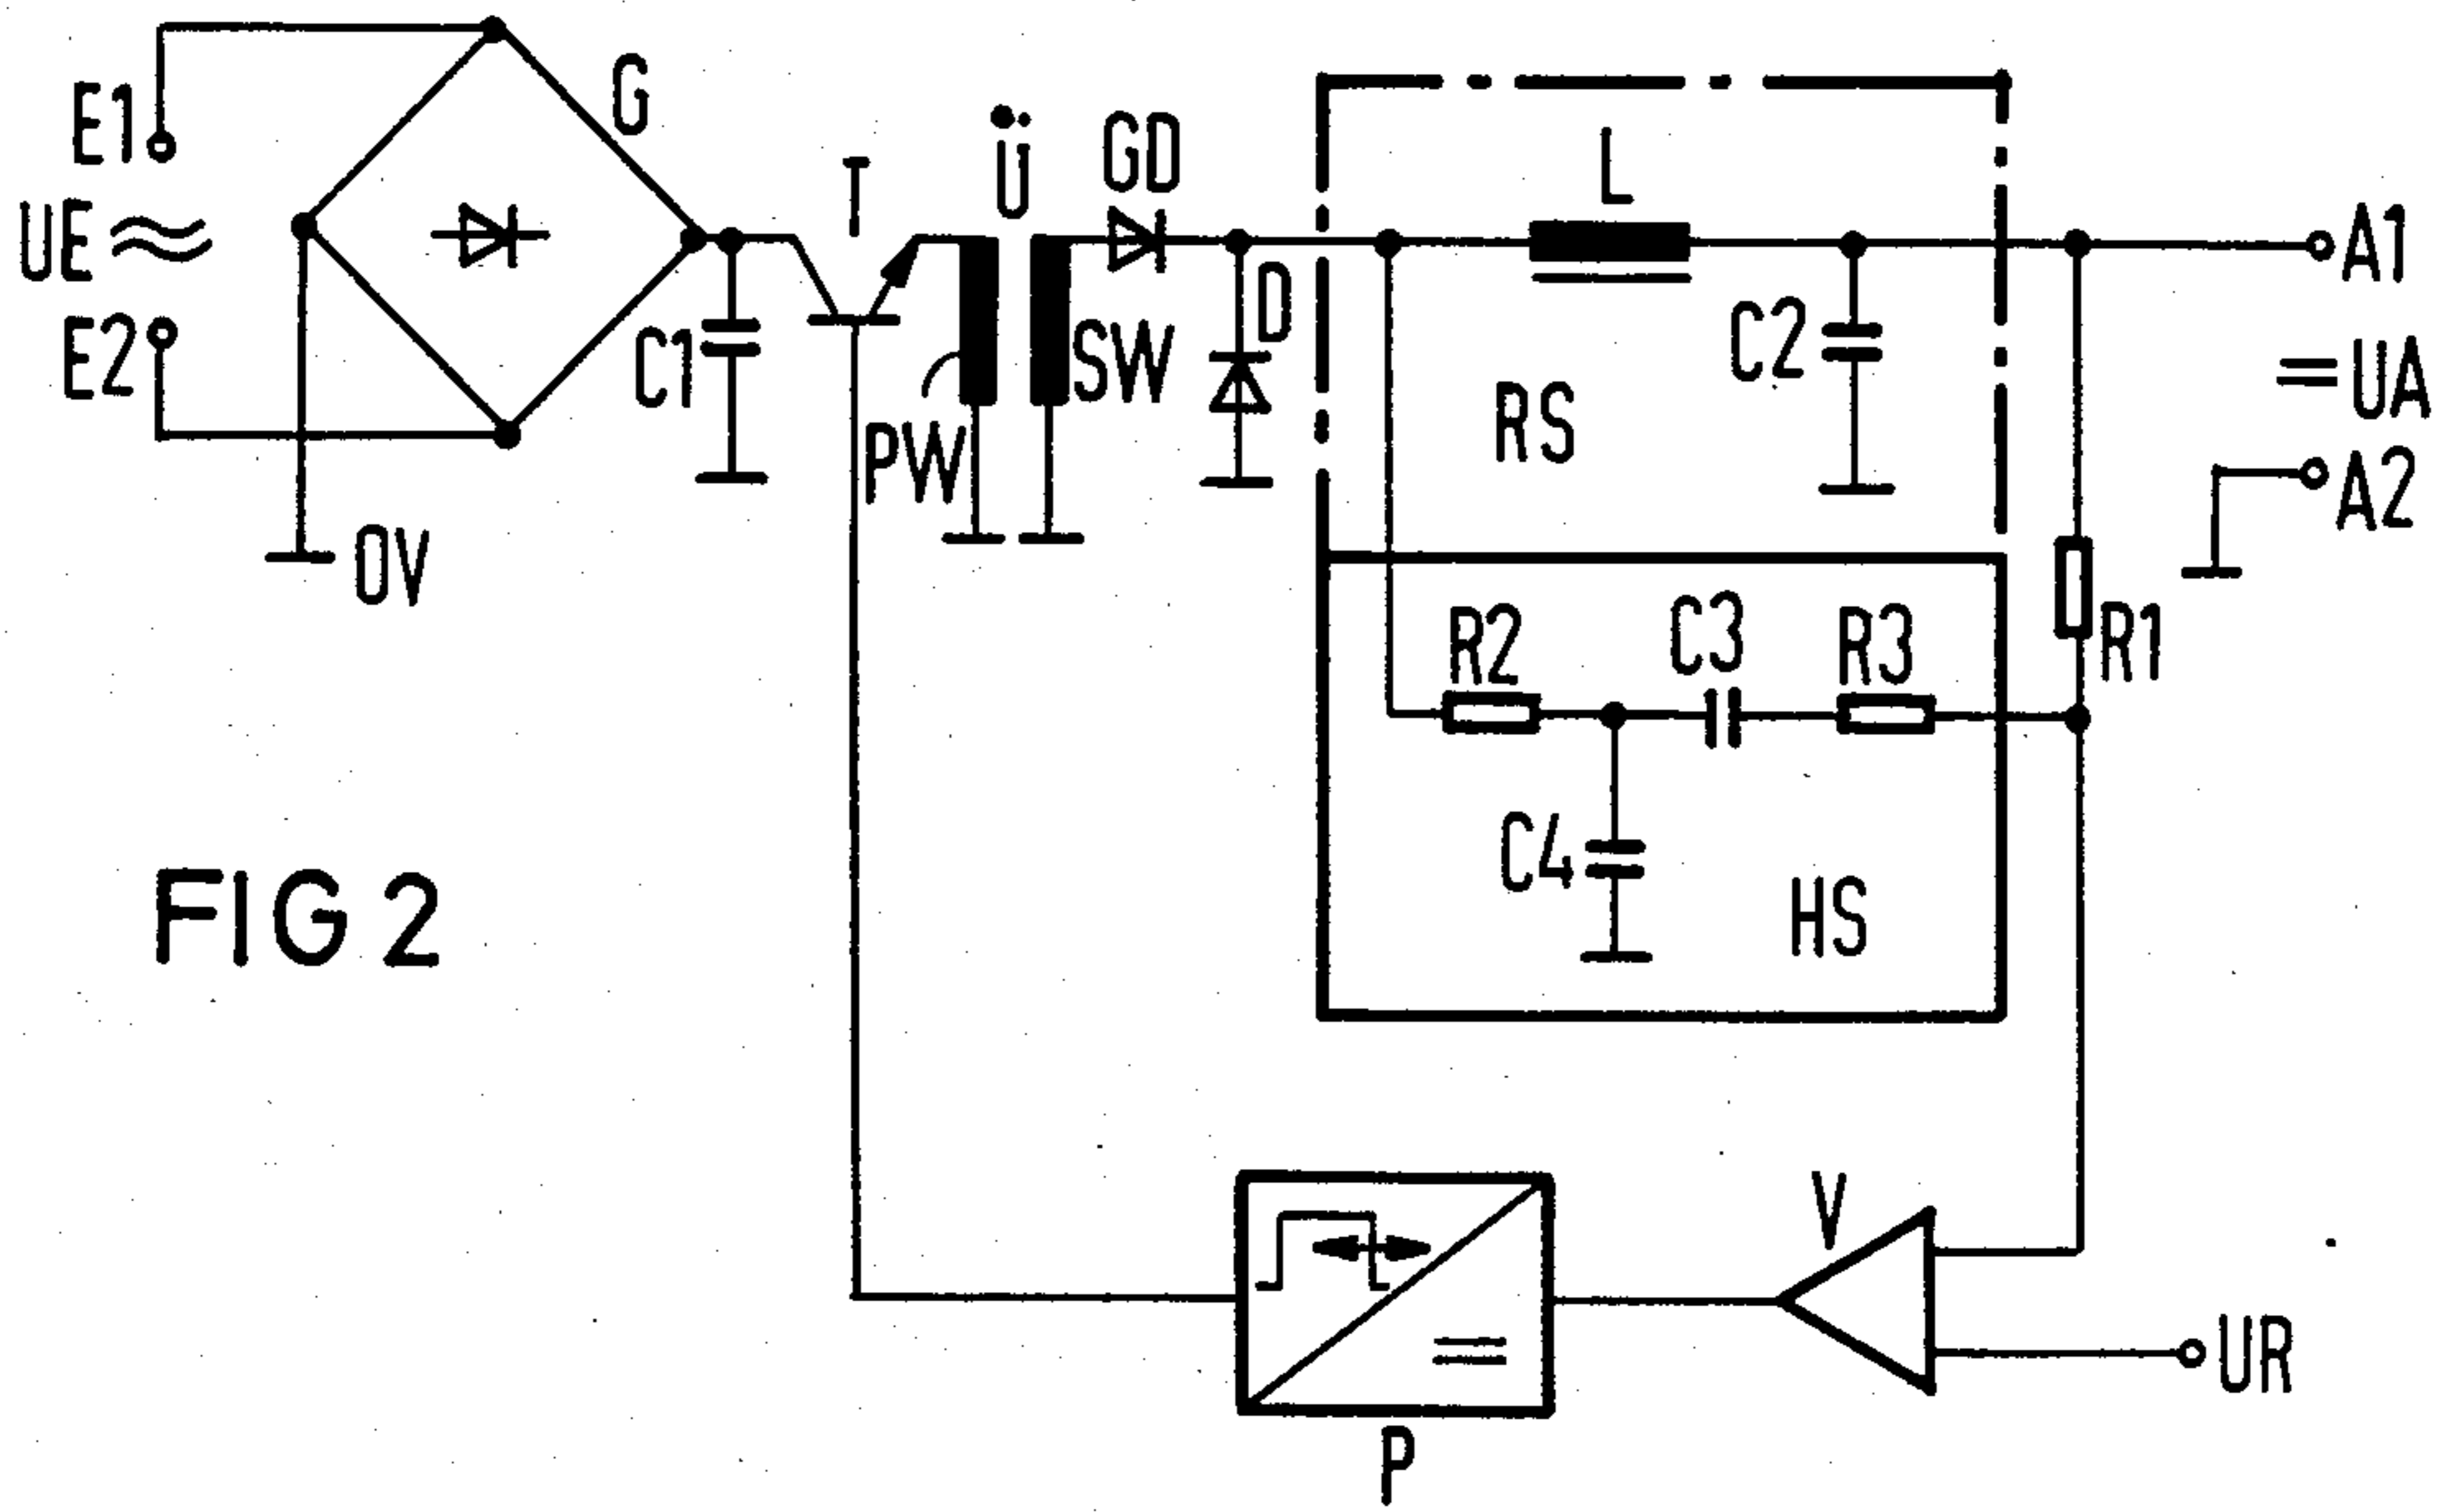 E1
G
T
Ü
GD
L
UE
A1
E2
C1
SW
D
C2
= UA
RS
PW
A2
0V
R2
C3
R3
R1
C4
HS
FIG 2
V
=
UR
P